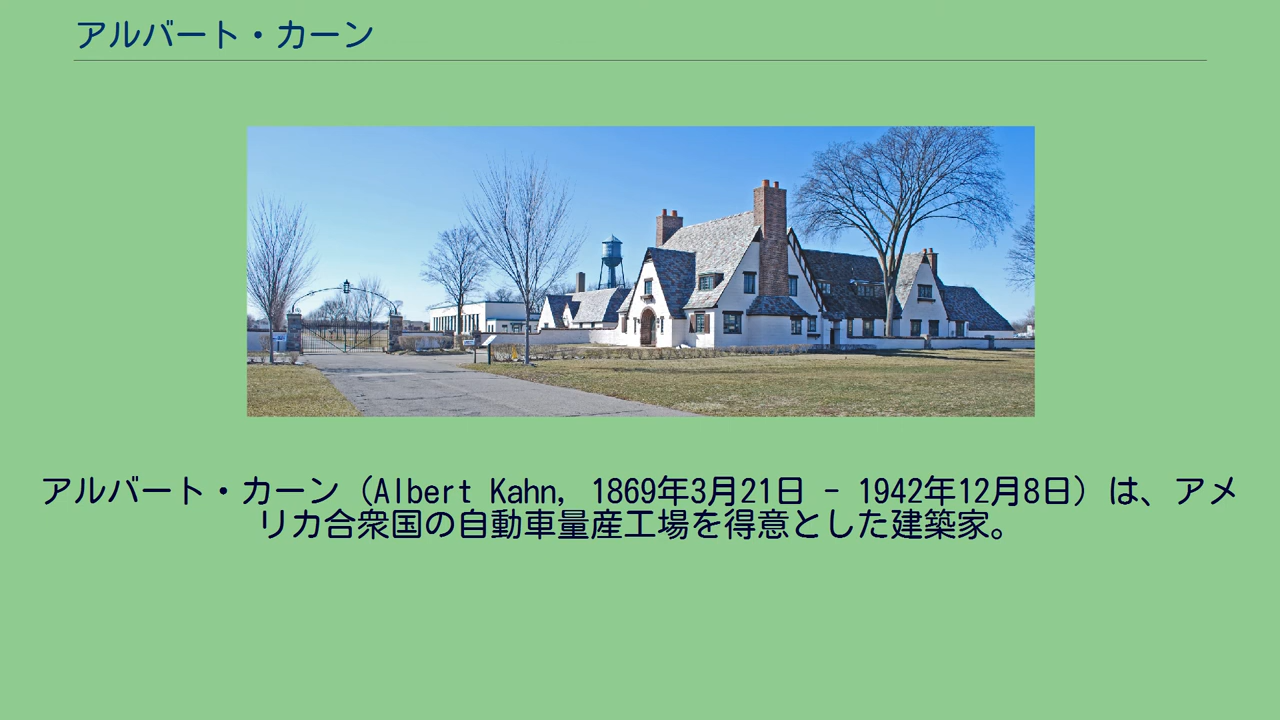 アルバート・カーン
アルバート・カーン（Albert Kahn, 1869年3月21日 - 1942年12月8日）は、アメ
リカ合衆国の自動車量産工場を得意とした建築家。